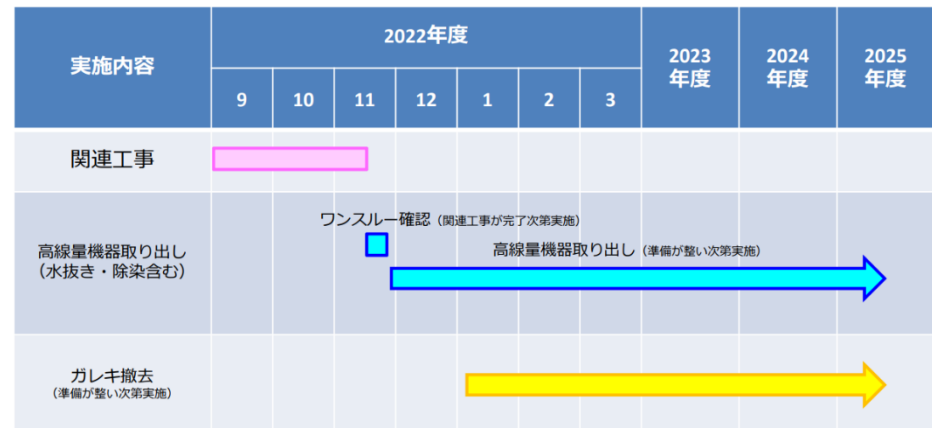 実施内容
2022年度
2023
年度
2024
年度
2025
年度
9
10
11
12
1
2
3
関連工事
高線量機器取り出し
（水抜き・除染含む）
ワンスルー確認（関連工事が完了次第実施）
高線量機器取り出し（準備が整い次第実施）
ガレキ撤去
（準備が整い次第実施）